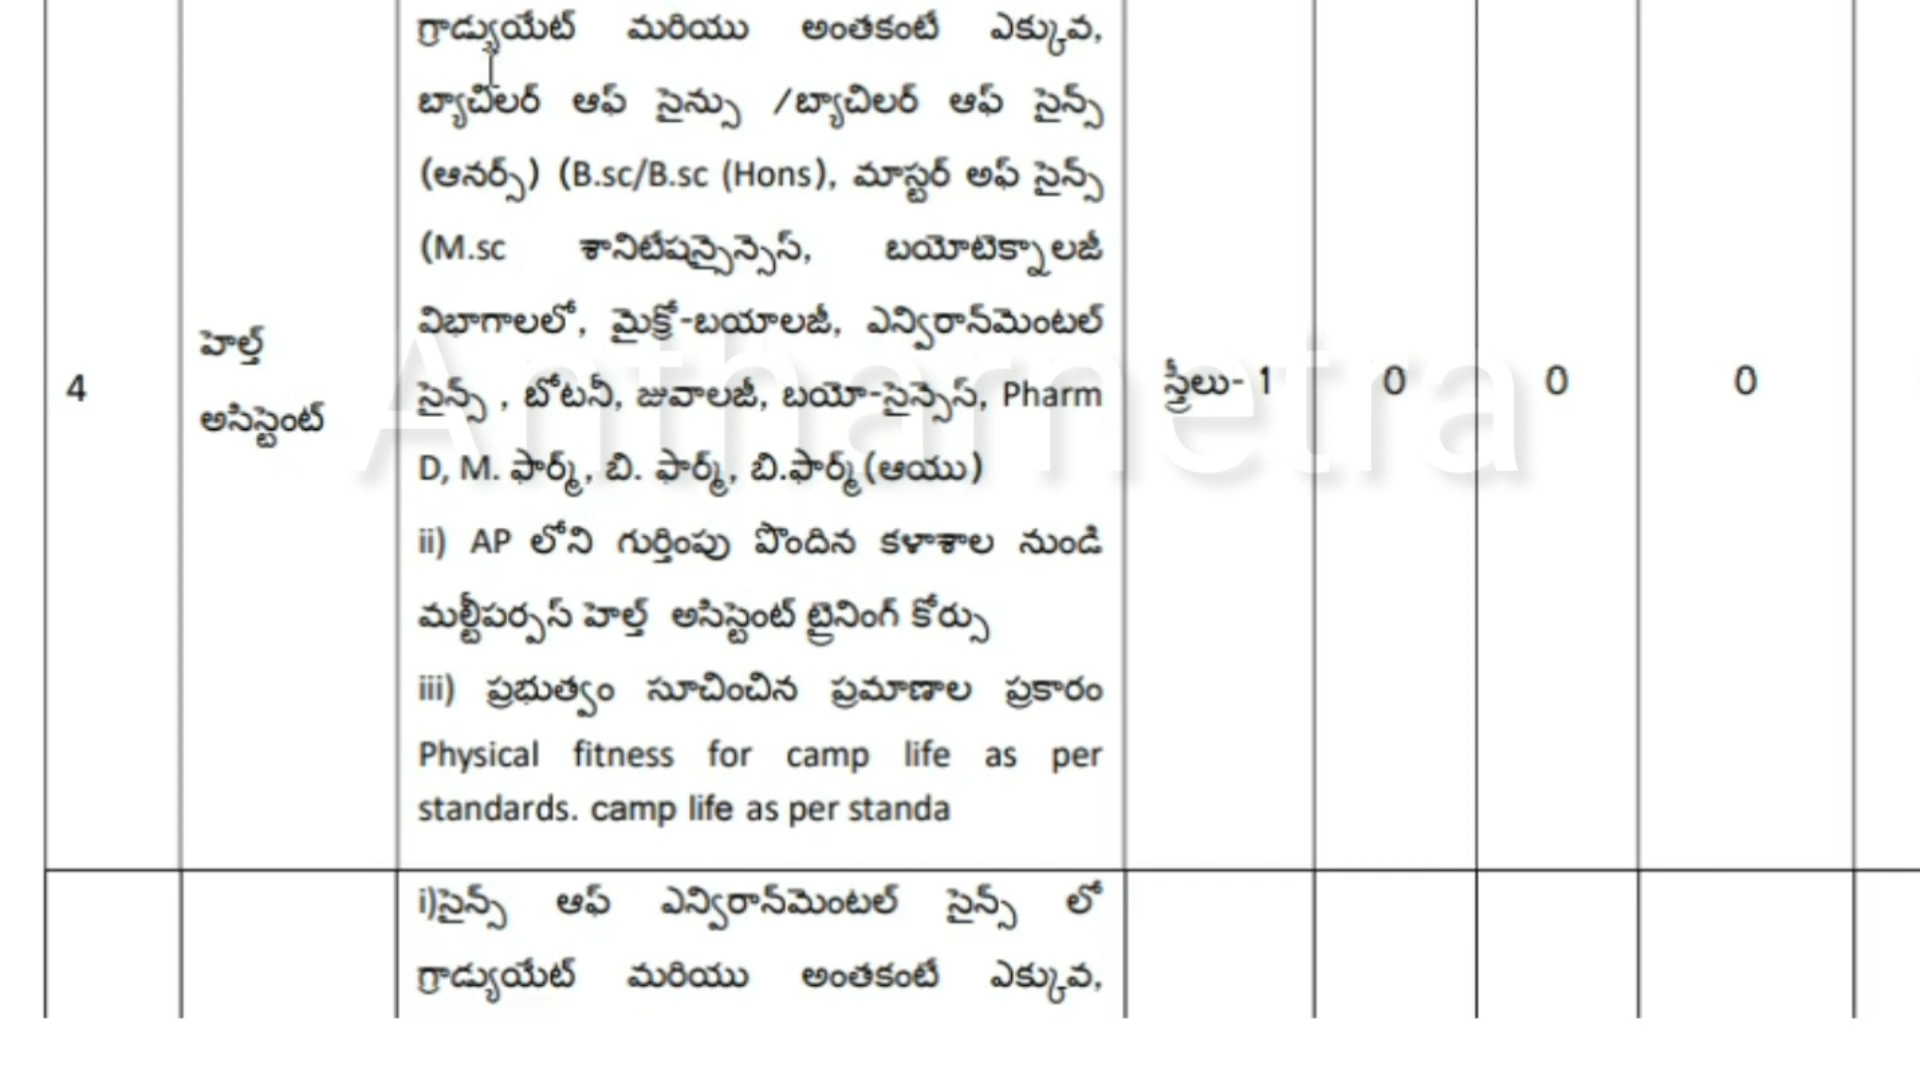 గ్రాడ్యుయేట్ మరియు అంతకంటే ఎక్కువ,
బ్యాచిలర్ ఆఫ్ సైన్సు /బ్యాచిలర్ ఆఫ్ సైన్స్
(ఆనర్స్) (B.sc/B.sc (Hons), మాస్టర్ అఫ్ సైన్స్
(M.sc శానిటేషన్సైన్సెస్, బయోటెక్నాలజీ
విభాగాలలో, మైక్రో-బయాలజీ, ఎన్విరాన్‌మెంటల్
సైన్స్ , బోటనీ, జువాలజీ, బయో-సైన్సెస్, Pharm
D, M. ఫార్మ్, బి. ఫార్మ్, బి.ఫార్మ్(ఆయు)
ii) AP లోని గుర్తింపు పొందిన కళాశాల నుండి
మల్టీపర్పస్ హెల్త్ అసిస్టెంట్ ట్రైనింగ్ కోర్సు
iii) ప్రభుత్వం సూచించిన ప్రమాణాల ప్రకారం
Physical fitness for camp life as per
standards. camp life as per standa
4
హెల్త్
అసిస్టెంట్
స్త్రీలు- 1
0
0
0
Antharnetra
i)సైన్స్ ఆఫ్ ఎన్విరాన్‌మెంటల్ సైన్స్ లో
గ్రాడ్యుయేట్ మరియు అంతకంటే ఎక్కువ,